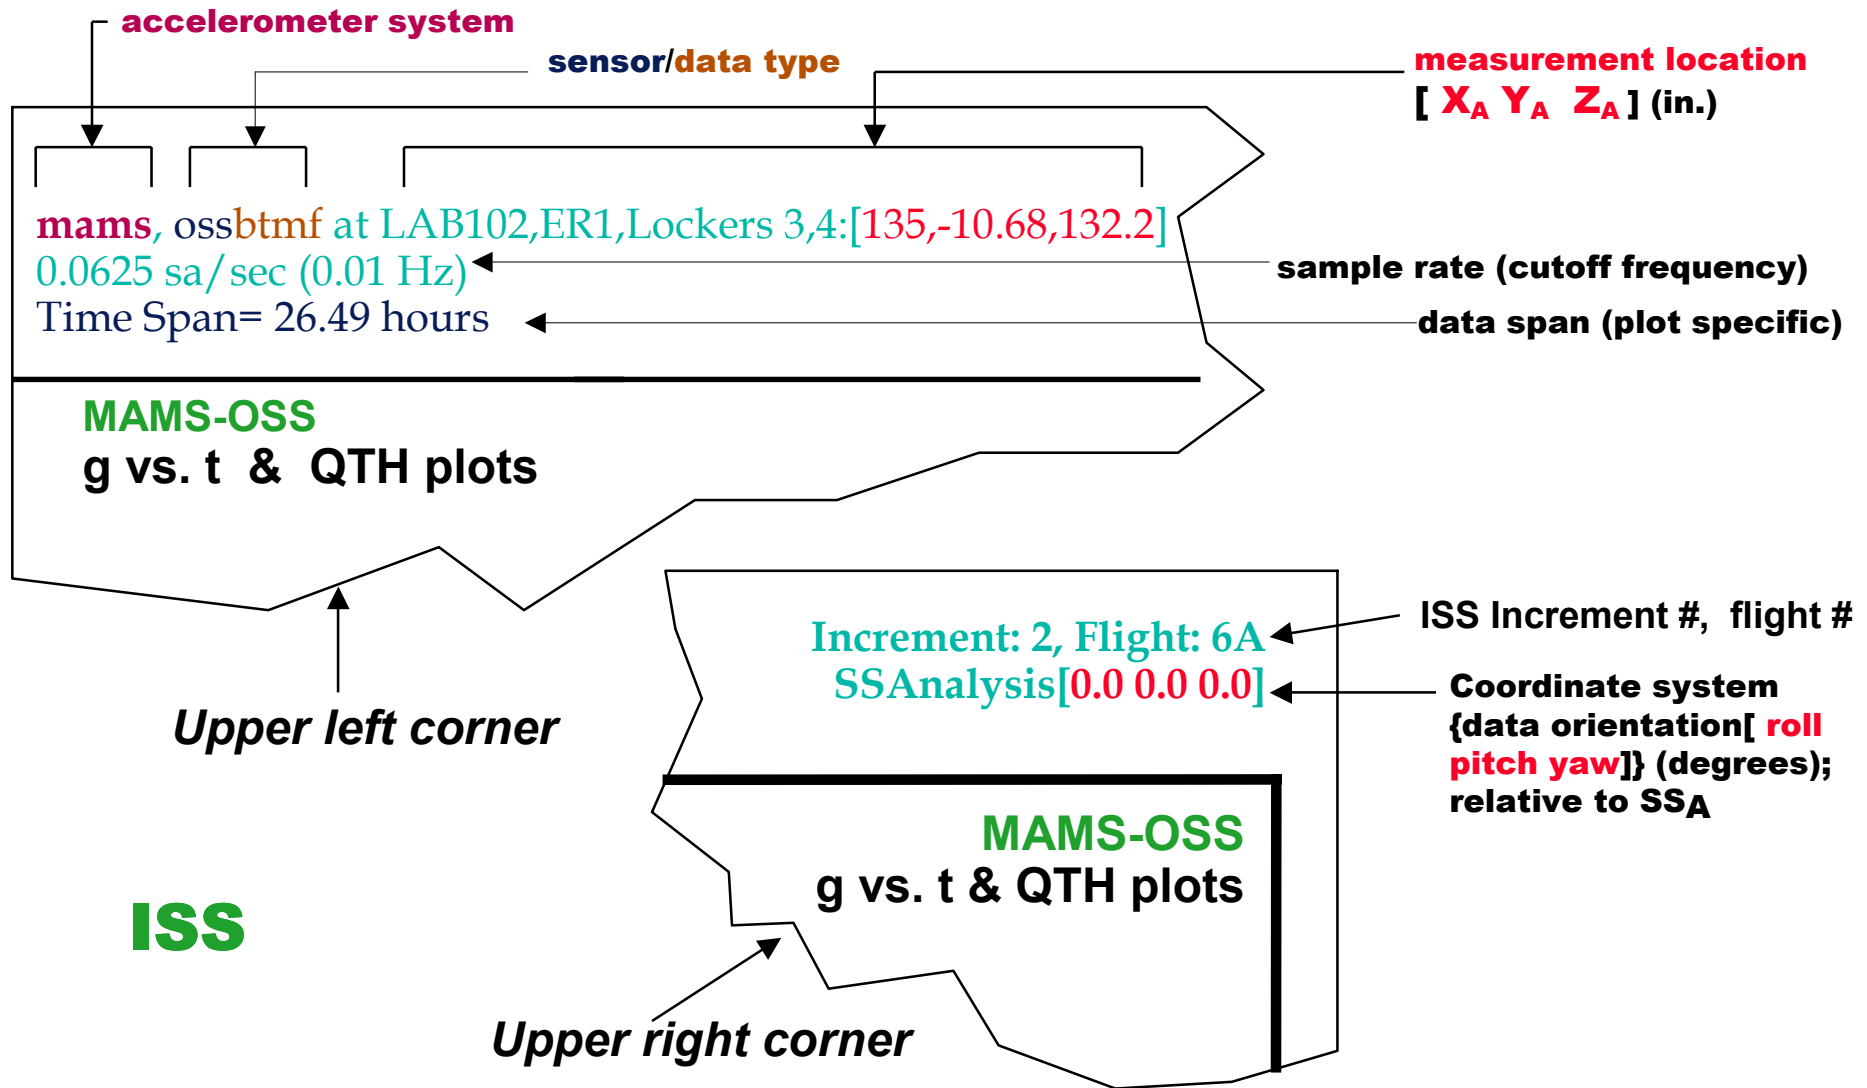 accelerometer system
sensor/data type
measurement location
[ XA YA ZA ] (in.)
mams, ossbtmf at LAB102,ER1,Lockers 3,4:[135,-10.68,132.2]
0.0625 sa/sec (0.01 Hz)
sample rate (cutoff frequency)
Time Span= 26.49 hours
data span (plot specific)
MAMS-OSS
g vs. t & QTH plots
Upper left corner
Increment: 2, Flight: 6A
SSAnalysis[0.0 0.0 0.0]
ISS Increment #, flight #
Coordinate system
{data orientation[ roll
pitch yaw]} (degrees);
relative to SSA
MAMS-OSS
g vs. t & QTH plots
ISS
Upper right corner